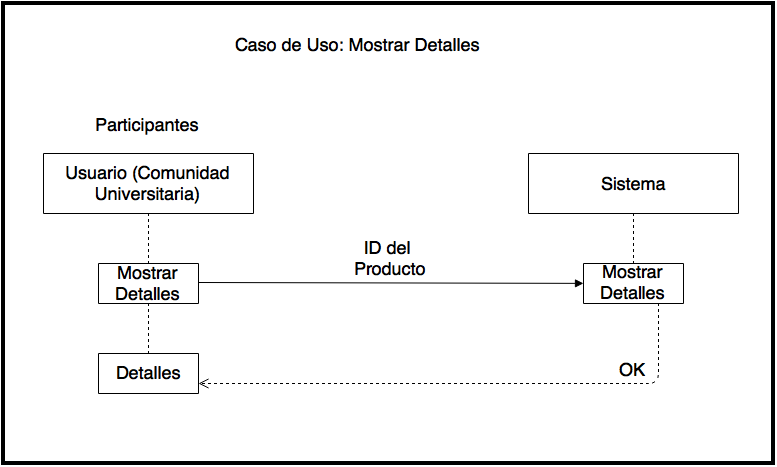 Caso de Uso: Mostrar Detalles
Participantes
Usuario (Comunidad
Universitaria)
Sistema
Mostrar
Detalles
ID del
Producto
Mostrar
Detalles
Detalles
OK